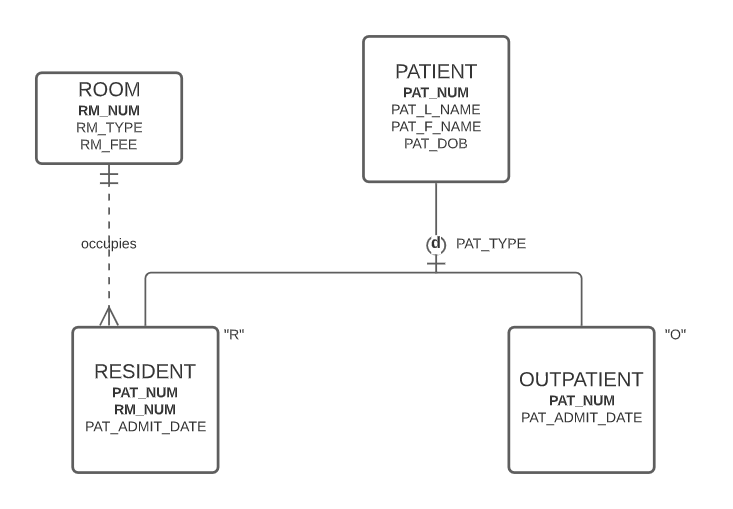 ROOM
RM_NUM
RM_TYPE
RM_FEE
PATIENT
PAT_NUM
PAT_L_NAME
PAT_F_NAME
PAT_DOB
occupies
d
PAT_TYPE
"R"
RESIDENT
PAT_NUM
RM_NUM
PAT_ADMIT_DATE
"O"
OUTPATIENT
PAT_NUM
PAT_ADMIT_DATE